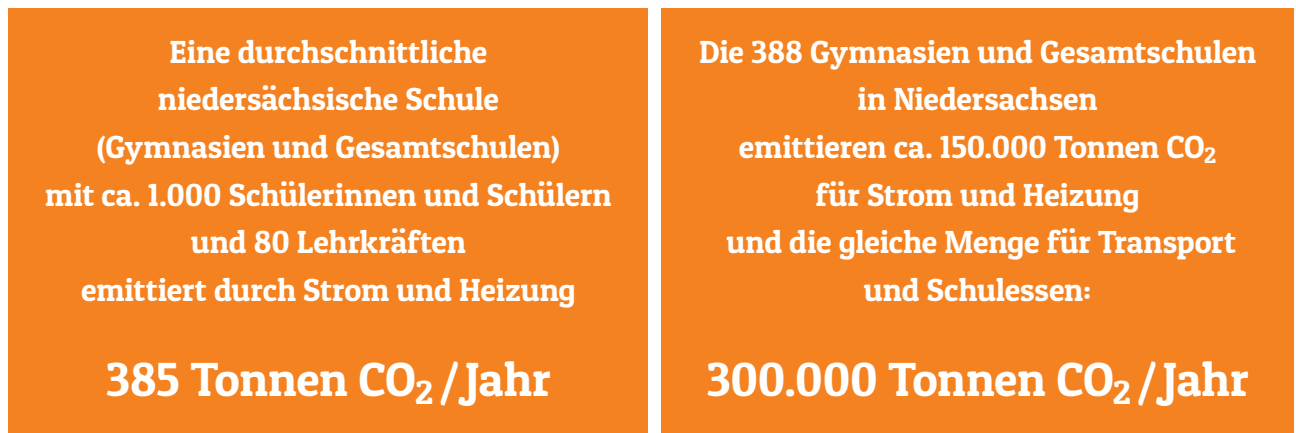 Eine durchschnittliche
niedersächsische Schule
(Gymnasien und Gesamtschulen)
mit ca. 1.000 Schülerinnen und Schülern
und 80 Lehrkräften
emittiert durch Strom und Heizung
385 Tonnen CO₂ /Jahr
Die 388 Gymnasien und Gesamtschulen
in Niedersachsen
emittieren ca. 150.000 Tonnen CO₂
für Strom und Heizung
und die gleiche Menge für Transport
und Schulessen:
300.000 Tonnen CO₂ /Jahr